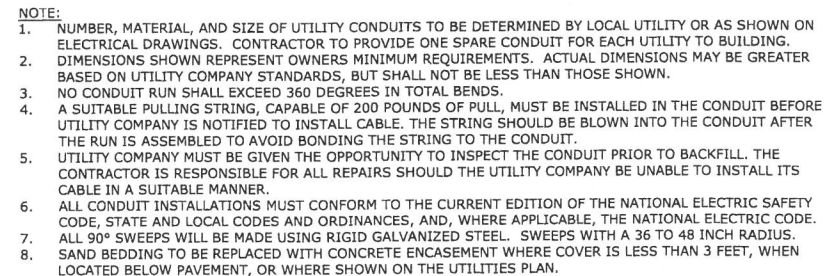 NOTE:
1. NUMBER, MATERIAL, AND SIZE OF UTILITY CONDUITS TO BE DETERMINED BY LOCAL UTILITY OR AS SHOWN ON
ELECTRICAL DRAWINGS. CONTRACTOR TO PROVIDE ONE SPARE CONDUIT FOR EACH UTILITY TO BUILDING.
2. DIMENSIONS SHOWN REPRESENT OWNERS MINIMUM REQUIREMENTS. ACTUAL DIMENSIONS MAY BE GREATER
BASED ON UTILITY COMPANY STANDARDS, BUT SHALL NOT BE LESS THAN THOSE SHOWN.
3. NO CONDUIT RUN SHALL EXCEED 360 DEGREES IN TOTAL BENDS.
4. A SUITABLE PULLING STRING, CAPABLE OF 200 POUNDS OF PULL, MUST BE INSTALLED IN THE CONDUIT BEFORE
UTILITY COMPANY IS NOTIFIED TO INSTALL CABLE. THE STRING SHOULD BE BLOWN INTO THE CONDUIT AFTER
THE RUN IS ASSEMBLED TO AVOID BONDING THE STRING TO THE CONDUIT.
5. UTILITY COMPANY MUST BE GIVEN THE OPPORTUNITY TO INSPECT THE CONDUIT PRIOR TO BACKFILL. THE
CONTRACTOR IS RESPONSIBLE FOR ALL REPAIRS SHOULD THE UTILITY COMPANY BE UNABLE TO INSTALL ITS
CABLE IN A SUITABLE MANNER.
6. ALL CONDUIT INSTALLATIONS MUST CONFORM TO THE CURRENT EDITION OF THE NATIONAL ELECTRIC SAFETY
CODE, STATE AND LOCAL CODES AND ORDINANCES, AND, WHERE APPLICABLE, THE NATIONAL ELECTRIC CODE.
7. ALL 90° SWEEPS WILL BE MADE USING RIGID GALVANIZED STEEL. SWEEPS WITH A 36 TO 48 INCH RADIUS.
8. SAND BEDDING TO BE REPLACED WITH CONCRETE ENCASEMENT WHERE COVER IS LESS THAN 3 FEET, WHEN
LOCATED BELOW PAVEMENT, OR WHERE SHOWN ON THE UTILITIES PLAN.